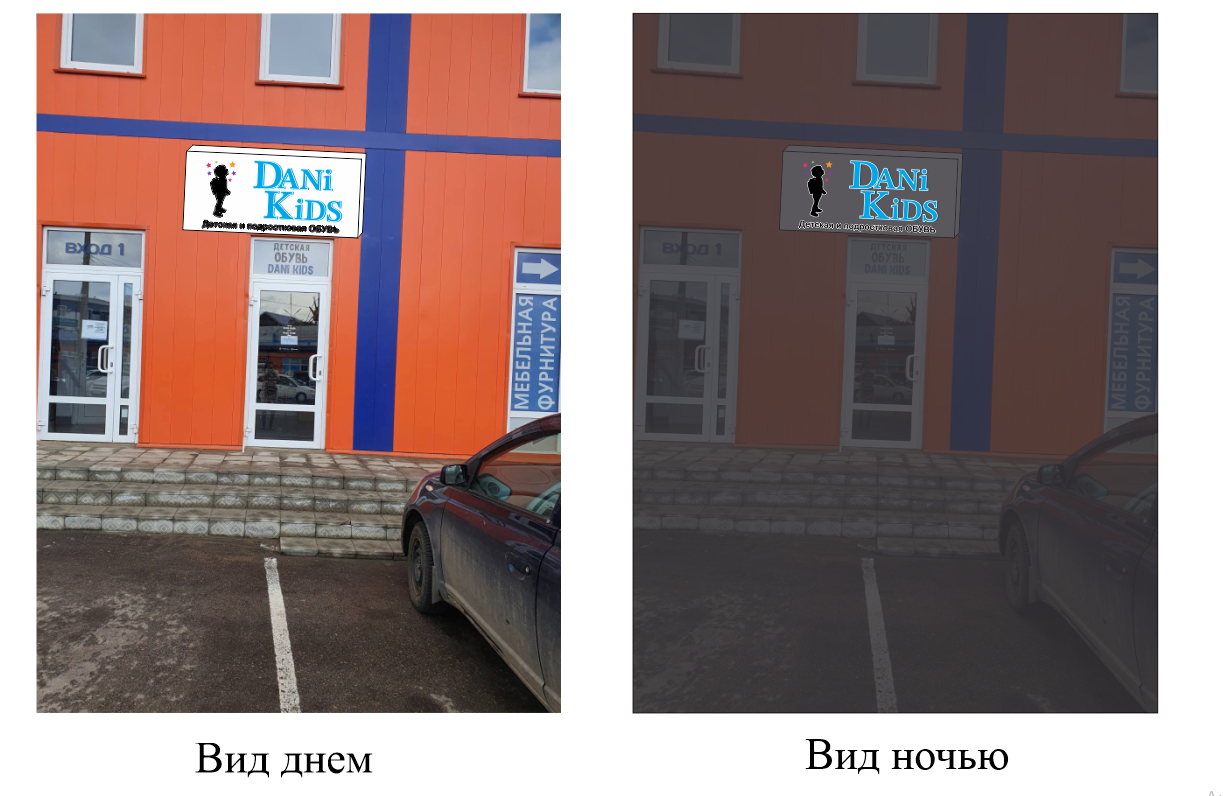 DANi
KiDS
Детская и подростковая ОБУВЬ
ВХОД 1
ДЕТСКАЯ
ОБУВЬ
DANI KIDS
МЕБЕЛЬНАЯ
ФУРНИТУРА
Вид днем
DANi
KiDS
Детская и подростковая ОБУВЬ
ВХОД 1
ДЕТСКАЯ
ОБУВЬ
DANI KIDS
МЕБЕЛЬНАЯ
ФУРНИТУРА
Вид ночью